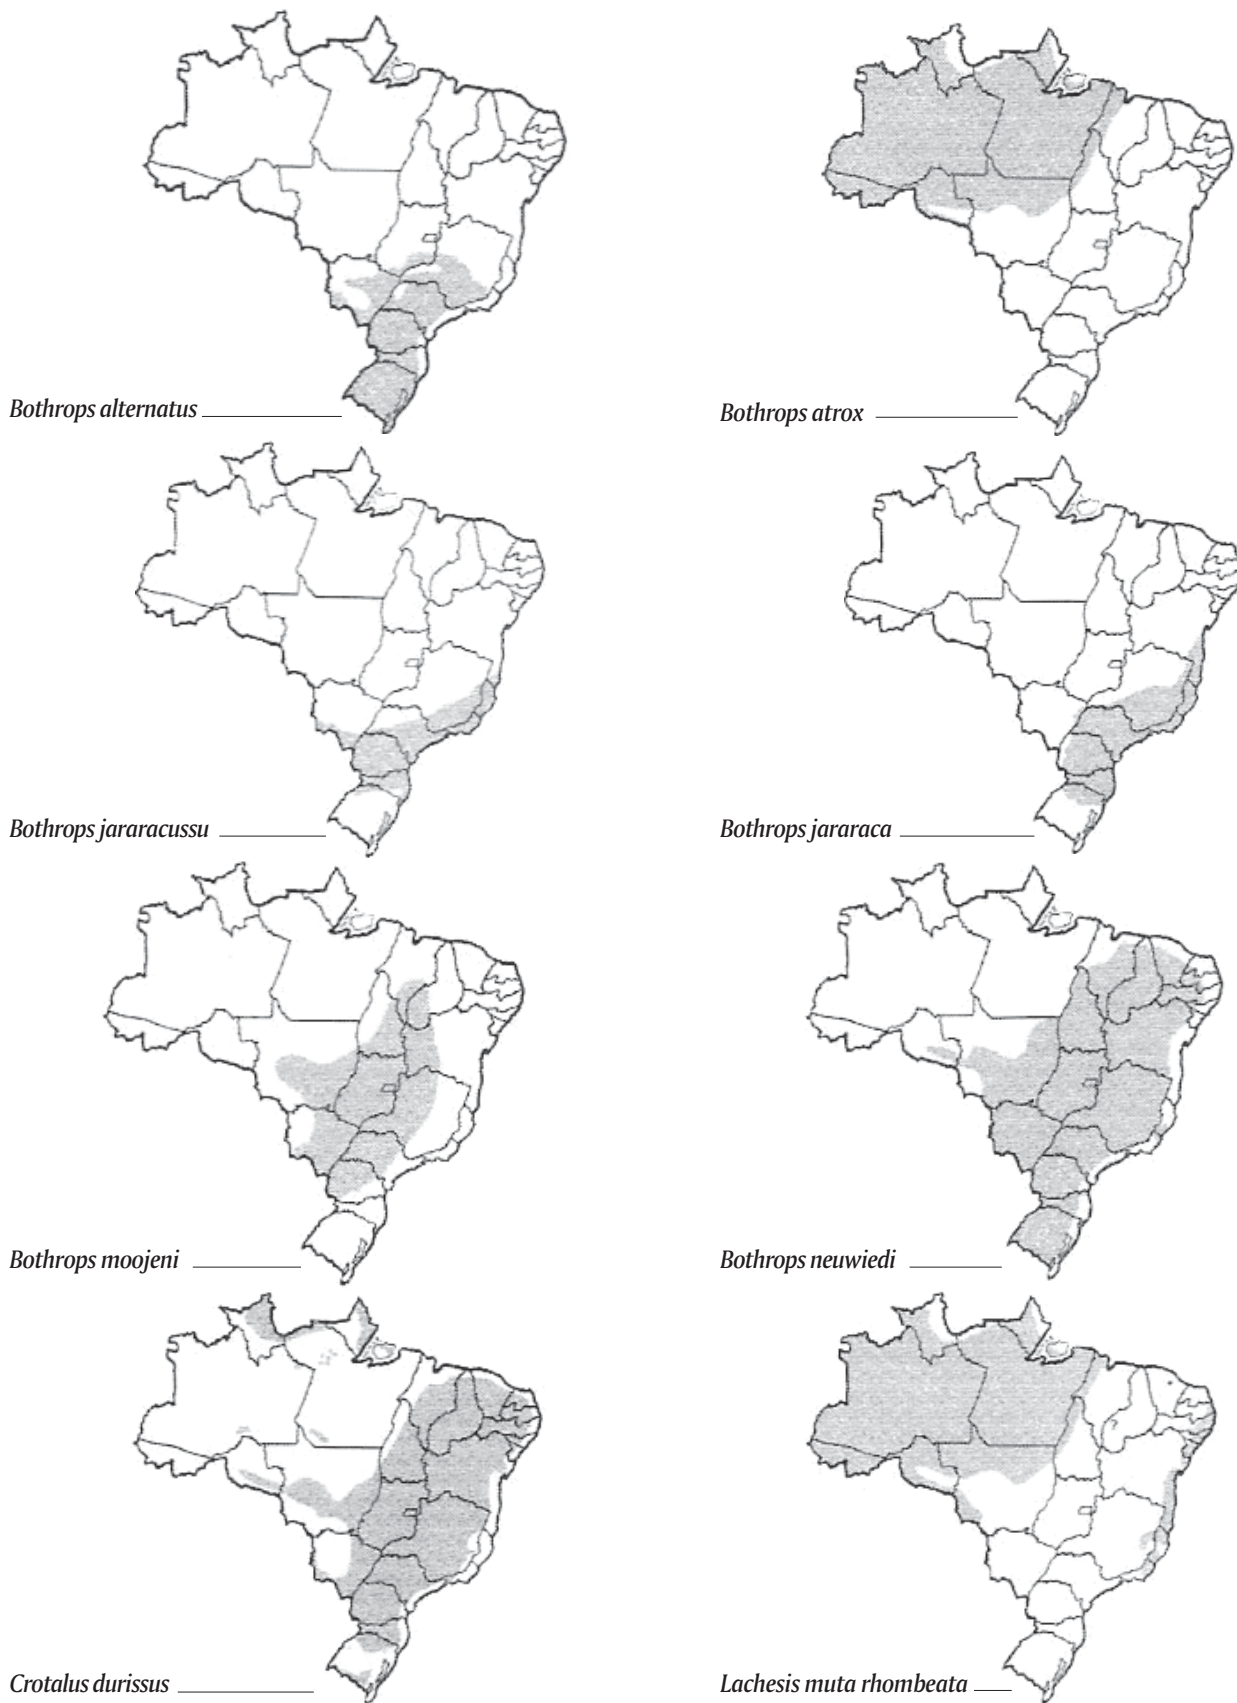 Bothrops alternatus
Bothrops atrox
Bothrops jararacussu
Bothrops jararaca
Bothrops moojeni
Bothrops neuwiedi
Crotalus durissus
Lachesis muta rhombeata